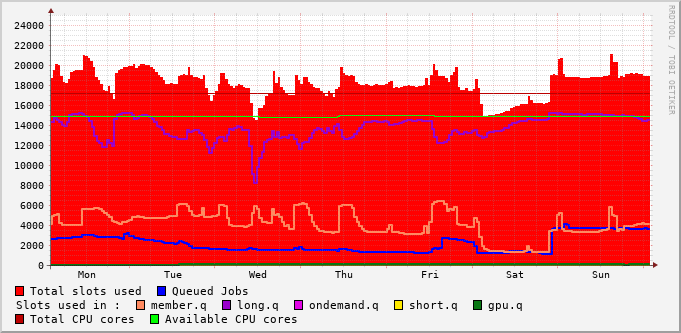 RRDTOOL / TOBI OETIKER
24000
22000
20000
18000
16000
14000
12000
10000
8000
6000
4000
2000
0
Mon Tue Wed Thu Fri Sat Sun
Total slots used Queued Jobs
Slots used in : member.q long.q ondemand.q short.q gpu.q
Total CPU cores Available CPU cores